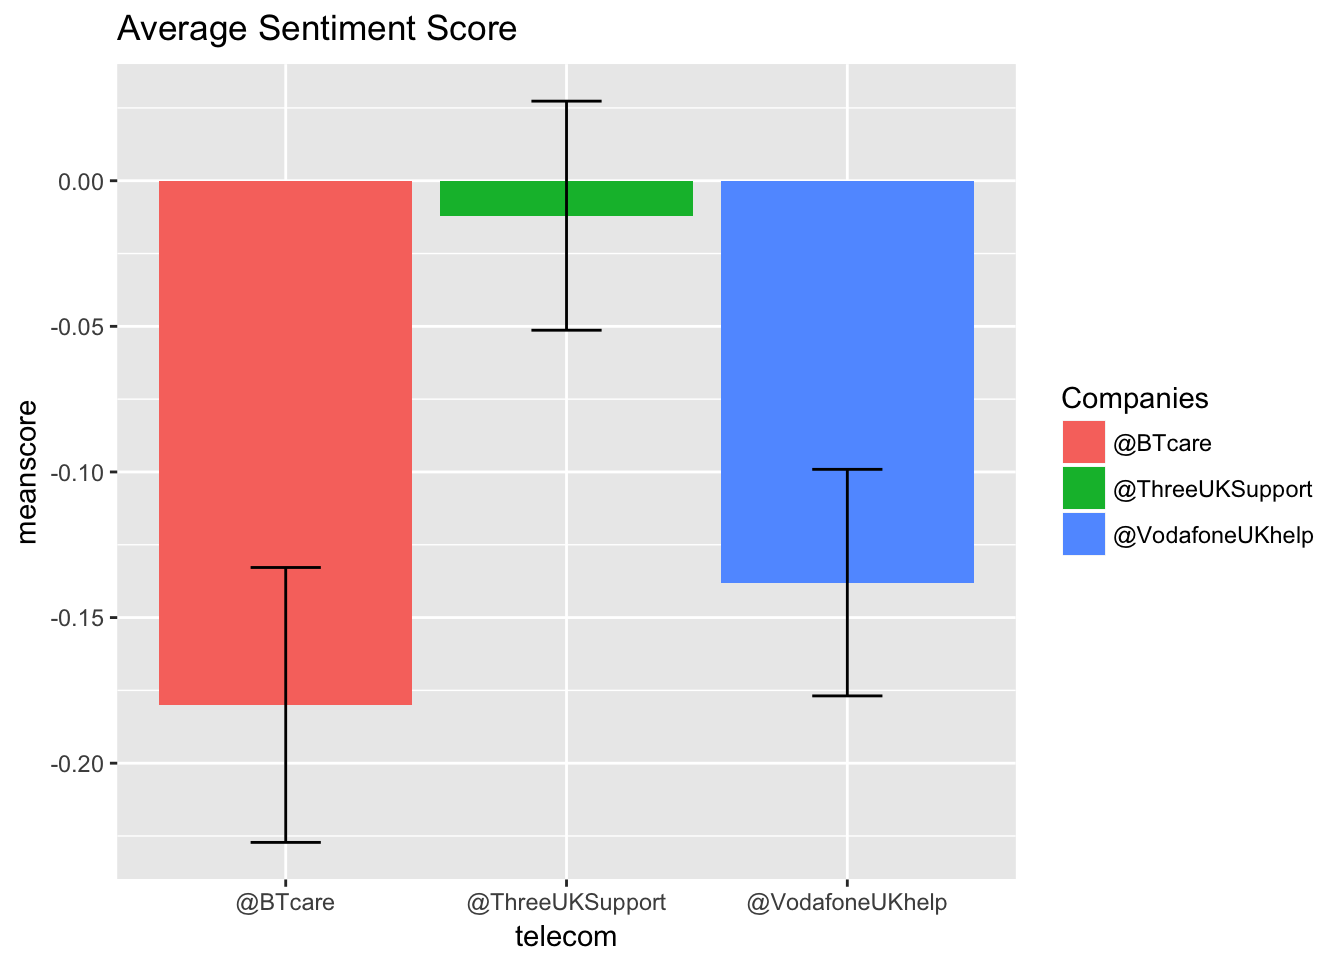 Average Sentiment Score
0.00
-0.05
-0.10
-0.15
-0.20
meanscore
@BTcare
@ThreeUKSupport
@VodafoneUKhelp
telecom
Companies
@BTcare
@ThreeUKSupport
@VodafoneUKhelp